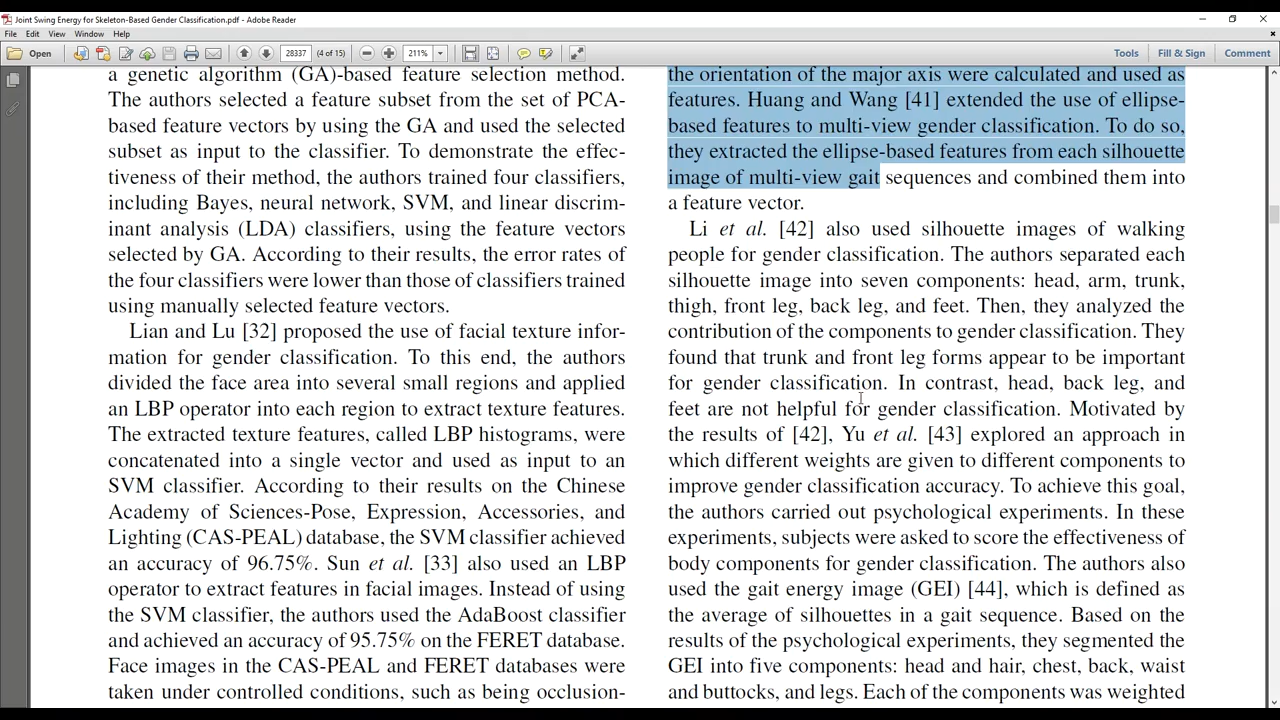 Joint Swing Energy for Skeleton-Based Gender Classification.pdf - Adobe Reader
File Edit View Window Help
Open 28337 (4 of 15) 211% Tools Fill & Sign Comment
a genetic algorithm (GA)-based feature selection method.
The authors selected a feature subset from the set of PCA-
based feature vectors by using the GA and used the selected
subset as input to the classifier. To demonstrate the effec-
tiveness of their method, the authors trained four classifiers,
including Bayes, neural network, SVM, and linear discrim-
inant analysis (LDA) classifiers, using the feature vectors
selected by GA. According to their results, the error rates of
the four classifiers were lower than those of classifiers trained
using manually selected feature vectors.
Lian and Lu [32] proposed the use of facial texture infor-
mation for gender classification. To this end, the authors
divided the face area into several small regions and applied
an LBP operator into each region to extract texture features.
The extracted texture features, called LBP histograms, were
concatenated into a single vector and used as input to an
SVM classifier. According to their results on the Chinese
Academy of Sciences-Pose, Expression, Accessories, and
Lighting (CAS-PEAL) database, the SVM classifier achieved
an accuracy of 96.75%. Sun et al. [33] also used an LBP
operator to extract features in facial images. Instead of using
the SVM classifier, the authors used the AdaBoost classifier
and achieved an accuracy of 95.75% on the FERET database.
Face images in the CAS-PEAL and FERET databases were
taken under controlled conditions, such as being occlusion-
the orientation of the major axis were calculated and used as
features. Huang and Wang [41] extended the use of ellipse-
based features to multi-view gender classification. To do so,
they extracted the ellipse-based features from each silhouette
image of multi-view gait sequences and combined them into
a feature vector.
Li et al. [42] also used silhouette images of walking
people for gender classification. The authors separated each
silhouette image into seven components: head, arm, trunk,
thigh, front leg, back leg, and feet. Then, they analyzed the
contribution of the components to gender classification. They
found that trunk and front leg forms appear to be important
for gender classification. In contrast, head, back leg, and
feet are not helpful for gender classification. Motivated by
the results of [42], Yu et al. [43] explored an approach in
which different weights are given to different components to
improve gender classification accuracy. To achieve this goal,
the authors carried out psychological experiments. In these
experiments, subjects were asked to score the effectiveness of
body components for gender classification. The authors also
used the gait energy image (GEI) [44], which is defined as
the average of silhouettes in a gait sequence. Based on the
results of the psychological experiments, they segmented the
GEI into five components: head and hair, chest, back, waist
and buttocks, and legs. Each of the components was weighted